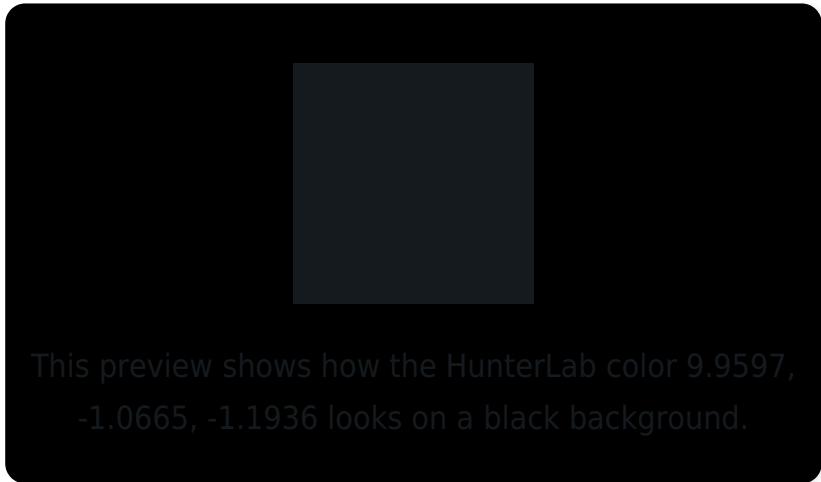 This preview shows how the HunterLab color 9.9597,
-1.0665, -1.1936 looks on a black background.